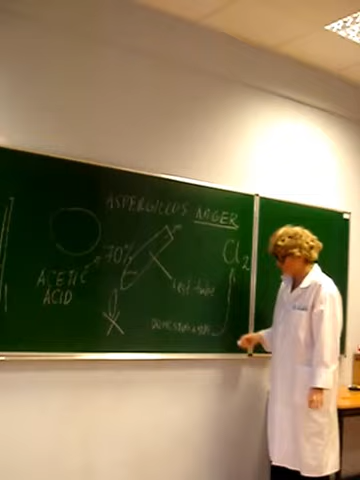 ASPERGILLUS NIGER
70%
Cl2
ACETIC
ACID
test tube